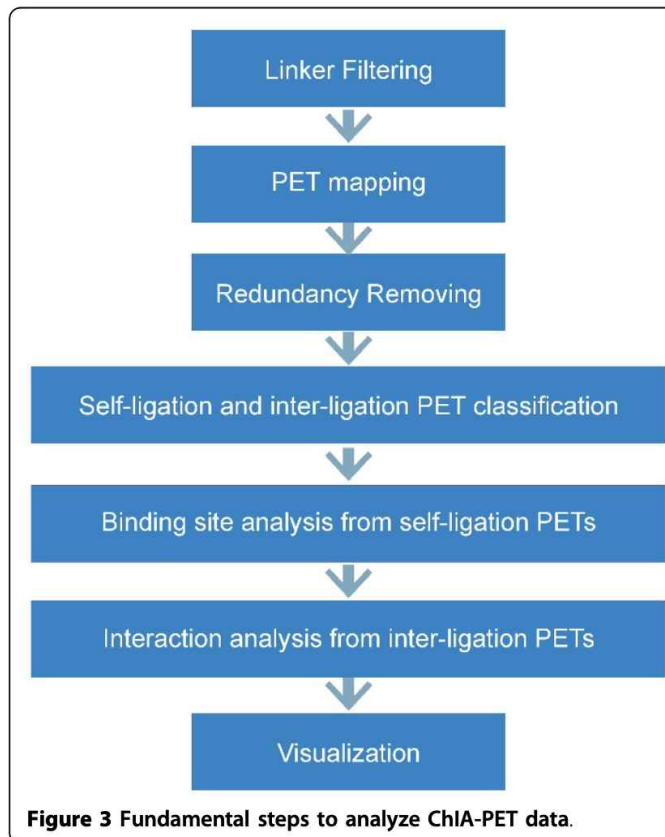 Linker Filtering
PET mapping
Redundancy Removing
Self-ligation and inter-ligation PET classification
Binding site analysis from self-ligation PETs
Interaction analysis from inter-ligation PETs
Visualization
Figure 3 Fundamental steps to analyze ChIA-PET data.